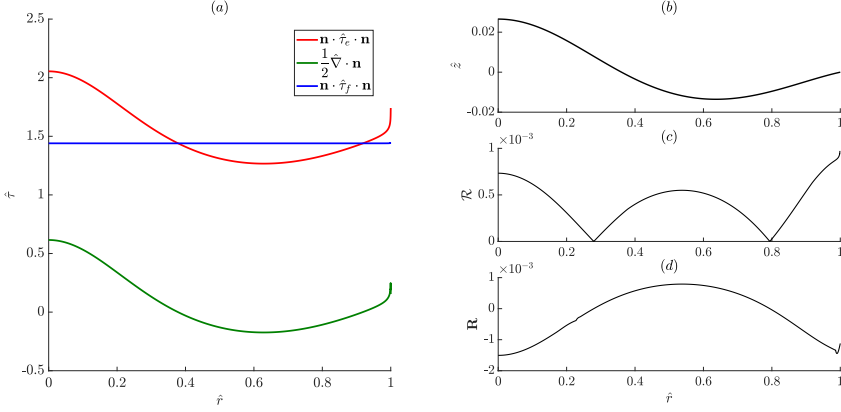 (a)
2.5
2
1.5
1
0.5
0
-0.5
τ̂
0 0.2 0.4 0.6 0.8 1
r̂
n · τ̂_e · n
1/2 ∇̂ · n
n · τ̂_f · n
(b)
0.02
0
-0.02
ẑ
0 0.2 0.4 0.6 0.8 1
(c)
×10⁻³
1
0.5
0
ℛ
0 0.2 0.4 0.6 0.8 1
(d)
×10⁻³
1
0
-1
-2
R
0 0.2 0.4 0.6 0.8 1
r̂